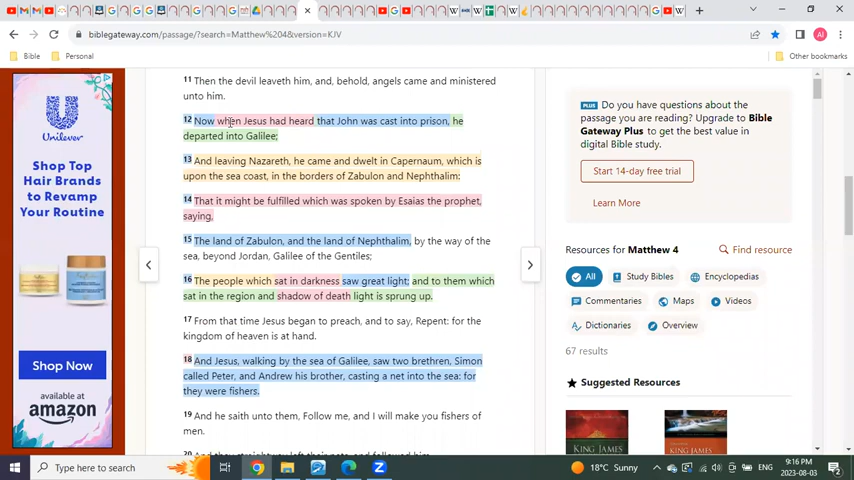 biblegateway.com/passage/?search=Matthew%204&version=KJV
Bible
Personal
Other bookmarks
Unilever
Shop Top
Hair Brands
to Revamp
Your Routine
Shop Now
available at
amazon
11 Then the devil leaveth him, and, behold, angels came and ministered
unto him.
12 Now when Jesus had heard that John was cast into prison, he
departed into Galilee;
13 And leaving Nazareth, he came and dwelt in Capernaum, which is
upon the sea coast, in the borders of Zabulon and Nephthalim:
14 That it might be fulfilled which was spoken by Esaias the prophet,
saying,
15 The land of Zabulon, and the land of Nephthalim, by the way of the
sea, beyond Jordan, Galilee of the Gentiles;
16 The people which sat in darkness saw great light; and to them which
sat in the region and shadow of death light is sprung up.
17 From that time Jesus began to preach, and to say, Repent: for the
kingdom of heaven is at hand.
18 And Jesus, walking by the sea of Galilee, saw two brethren, Simon
called Peter, and Andrew his brother, casting a net into the sea: for
they were fishers.
19 And he saith unto them, Follow me, and I will make you fishers of
men.
PLUS Do you have questions about the
passage you are reading? Upgrade to Bible
Gateway Plus to get the best value in
digital Bible study.
Start 14-day free trial
Learn More
Resources for Matthew 4
Find resource
All
Study Bibles
Encyclopedias
Commentaries
Maps
Videos
Dictionaries
Overview
67 results
Suggested Resources
KING JAMES
KING JAMES
Type here to search
18°C Sunny
ENG
9:16 PM
2023-08-03